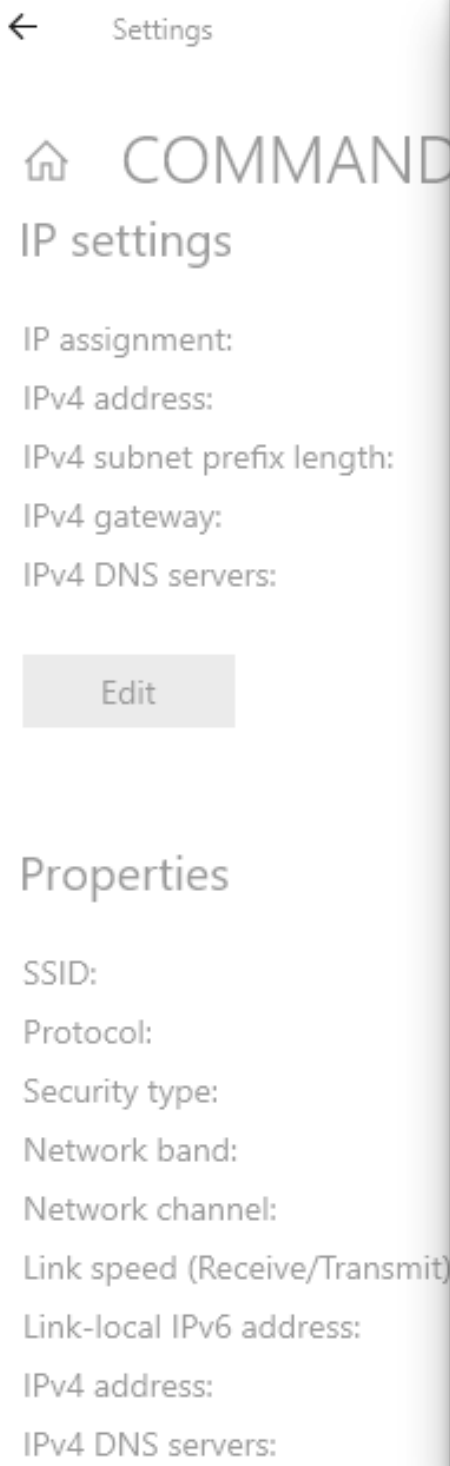 Settings
COMMAND
IP settings
IP assignment:
IPv4 address:
IPv4 subnet prefix length:
IPv4 gateway:
IPv4 DNS servers:
Edit
Properties
SSID:
Protocol:
Security type:
Network band:
Network channel:
Link speed (Receive/Transmit)
Link-local IPv6 address:
IPv4 address:
IPv4 DNS servers: